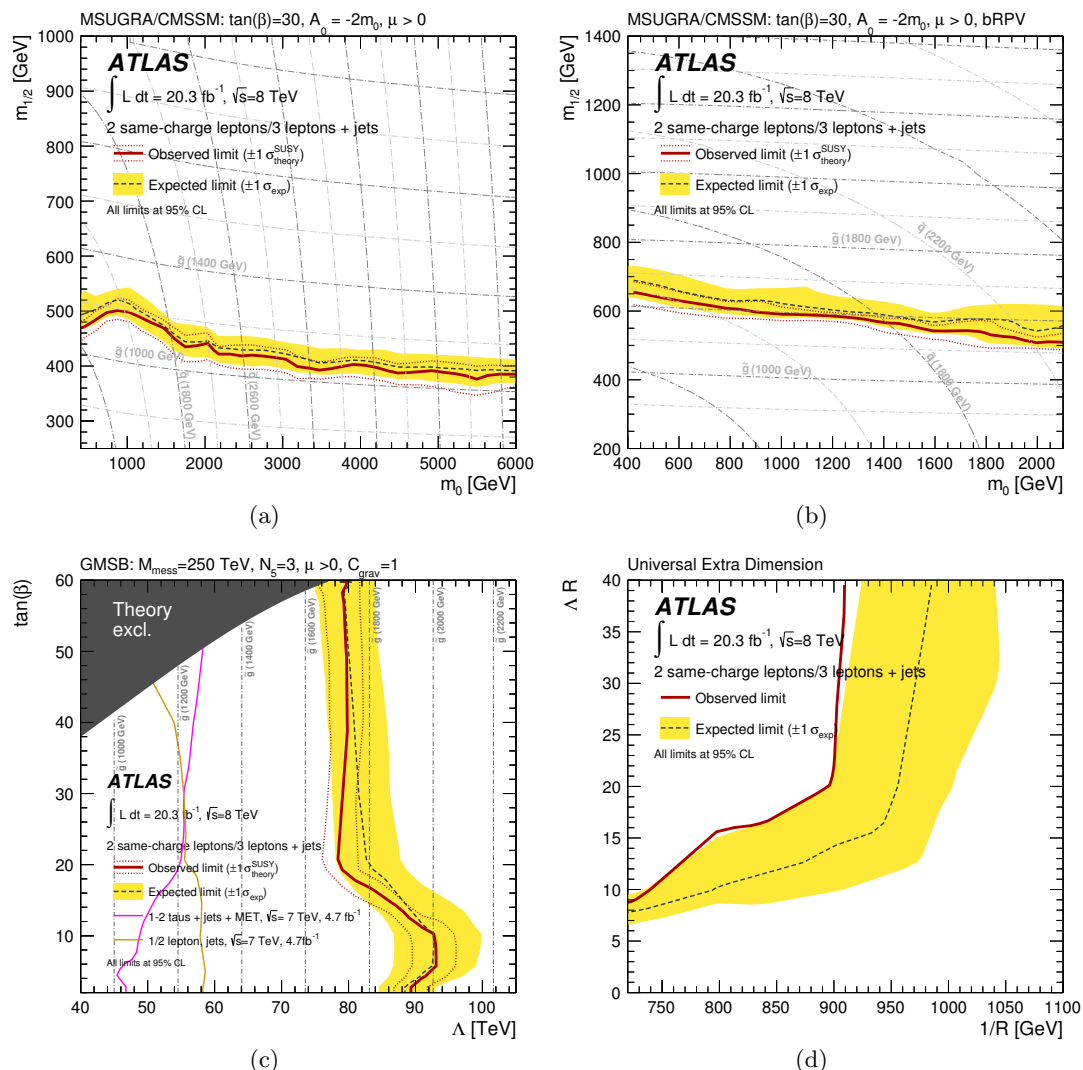 MSUGRA/CMSSM: tan(β)=30, A₀ = -2m₀, μ > 0
m₁/₂ [GeV]
1000
900
800
700
600
500
400
300
ATLAS
∫ L dt = 20.3 fb⁻¹, √s=8 TeV
2 same-charge leptons/3 leptons + jets
Observed limit (±1 σ^SUSY_theory)
Expected limit (±1 σ_exp)
All limits at 95% CL
g̃ (1400 GeV)
g̃ (1000 GeV)
q̃ (1800 GeV)
q̃ (2600 GeV)
1000 2000 3000 4000 5000 6000
m₀ [GeV]
(a)
MSUGRA/CMSSM: tan(β)=30, A₀ = -2m₀, μ > 0, bRPV
m₁/₂ [GeV]
1400
1200
1000
800
600
400
200
ATLAS
∫ L dt = 20.3 fb⁻¹, √s=8 TeV
2 same-charge leptons/3 leptons + jets
Observed limit (±1 σ^SUSY_theory)
Expected limit (±1 σ_exp)
All limits at 95% CL
g̃ (1800 GeV)
q̃ (2200 GeV)
g̃ (1000 GeV)
q̃ (1800 GeV)
400 600 800 1000 1200 1400 1600 1800 2000
m₀ [GeV]
(b)
GMSB: M_mess=250 TeV, N₅=3, μ >0, C_grav=1
tan(β)
60
50
40
30
20
10
Theory
excl.
g̃ (1000 GeV)
g̃ (1200 GeV)
g̃ (1400 GeV)
g̃ (1600 GeV)
g̃ (1800 GeV)
g̃ (2000 GeV)
g̃ (2200 GeV)
ATLAS
∫ L dt = 20.3 fb⁻¹, √s=8 TeV
2 same-charge leptons/3 leptons + jets
Observed limit (±1σ^SUSY_theory)
Expected limit (±1σ_exp)
1-2 taus + jets + MET, √s= 7 TeV, 4.7 fb⁻¹
1/2 lepton, jets, √s=7 TeV, 4.7fb⁻¹
All limits at 95% CL
40 50 60 70 80 90 100
Λ [TeV]
(c)
Universal Extra Dimension
Λ R
40
35
30
25
20
15
10
5
0
ATLAS
∫ L dt = 20.3 fb⁻¹, √s=8 TeV
2 same-charge leptons/3 leptons + jets
Observed limit
Expected limit (±1 σ_exp)
All limits at 95% CL
750 800 850 900 950 1000 1050 1100
1/R [GeV]
(d)